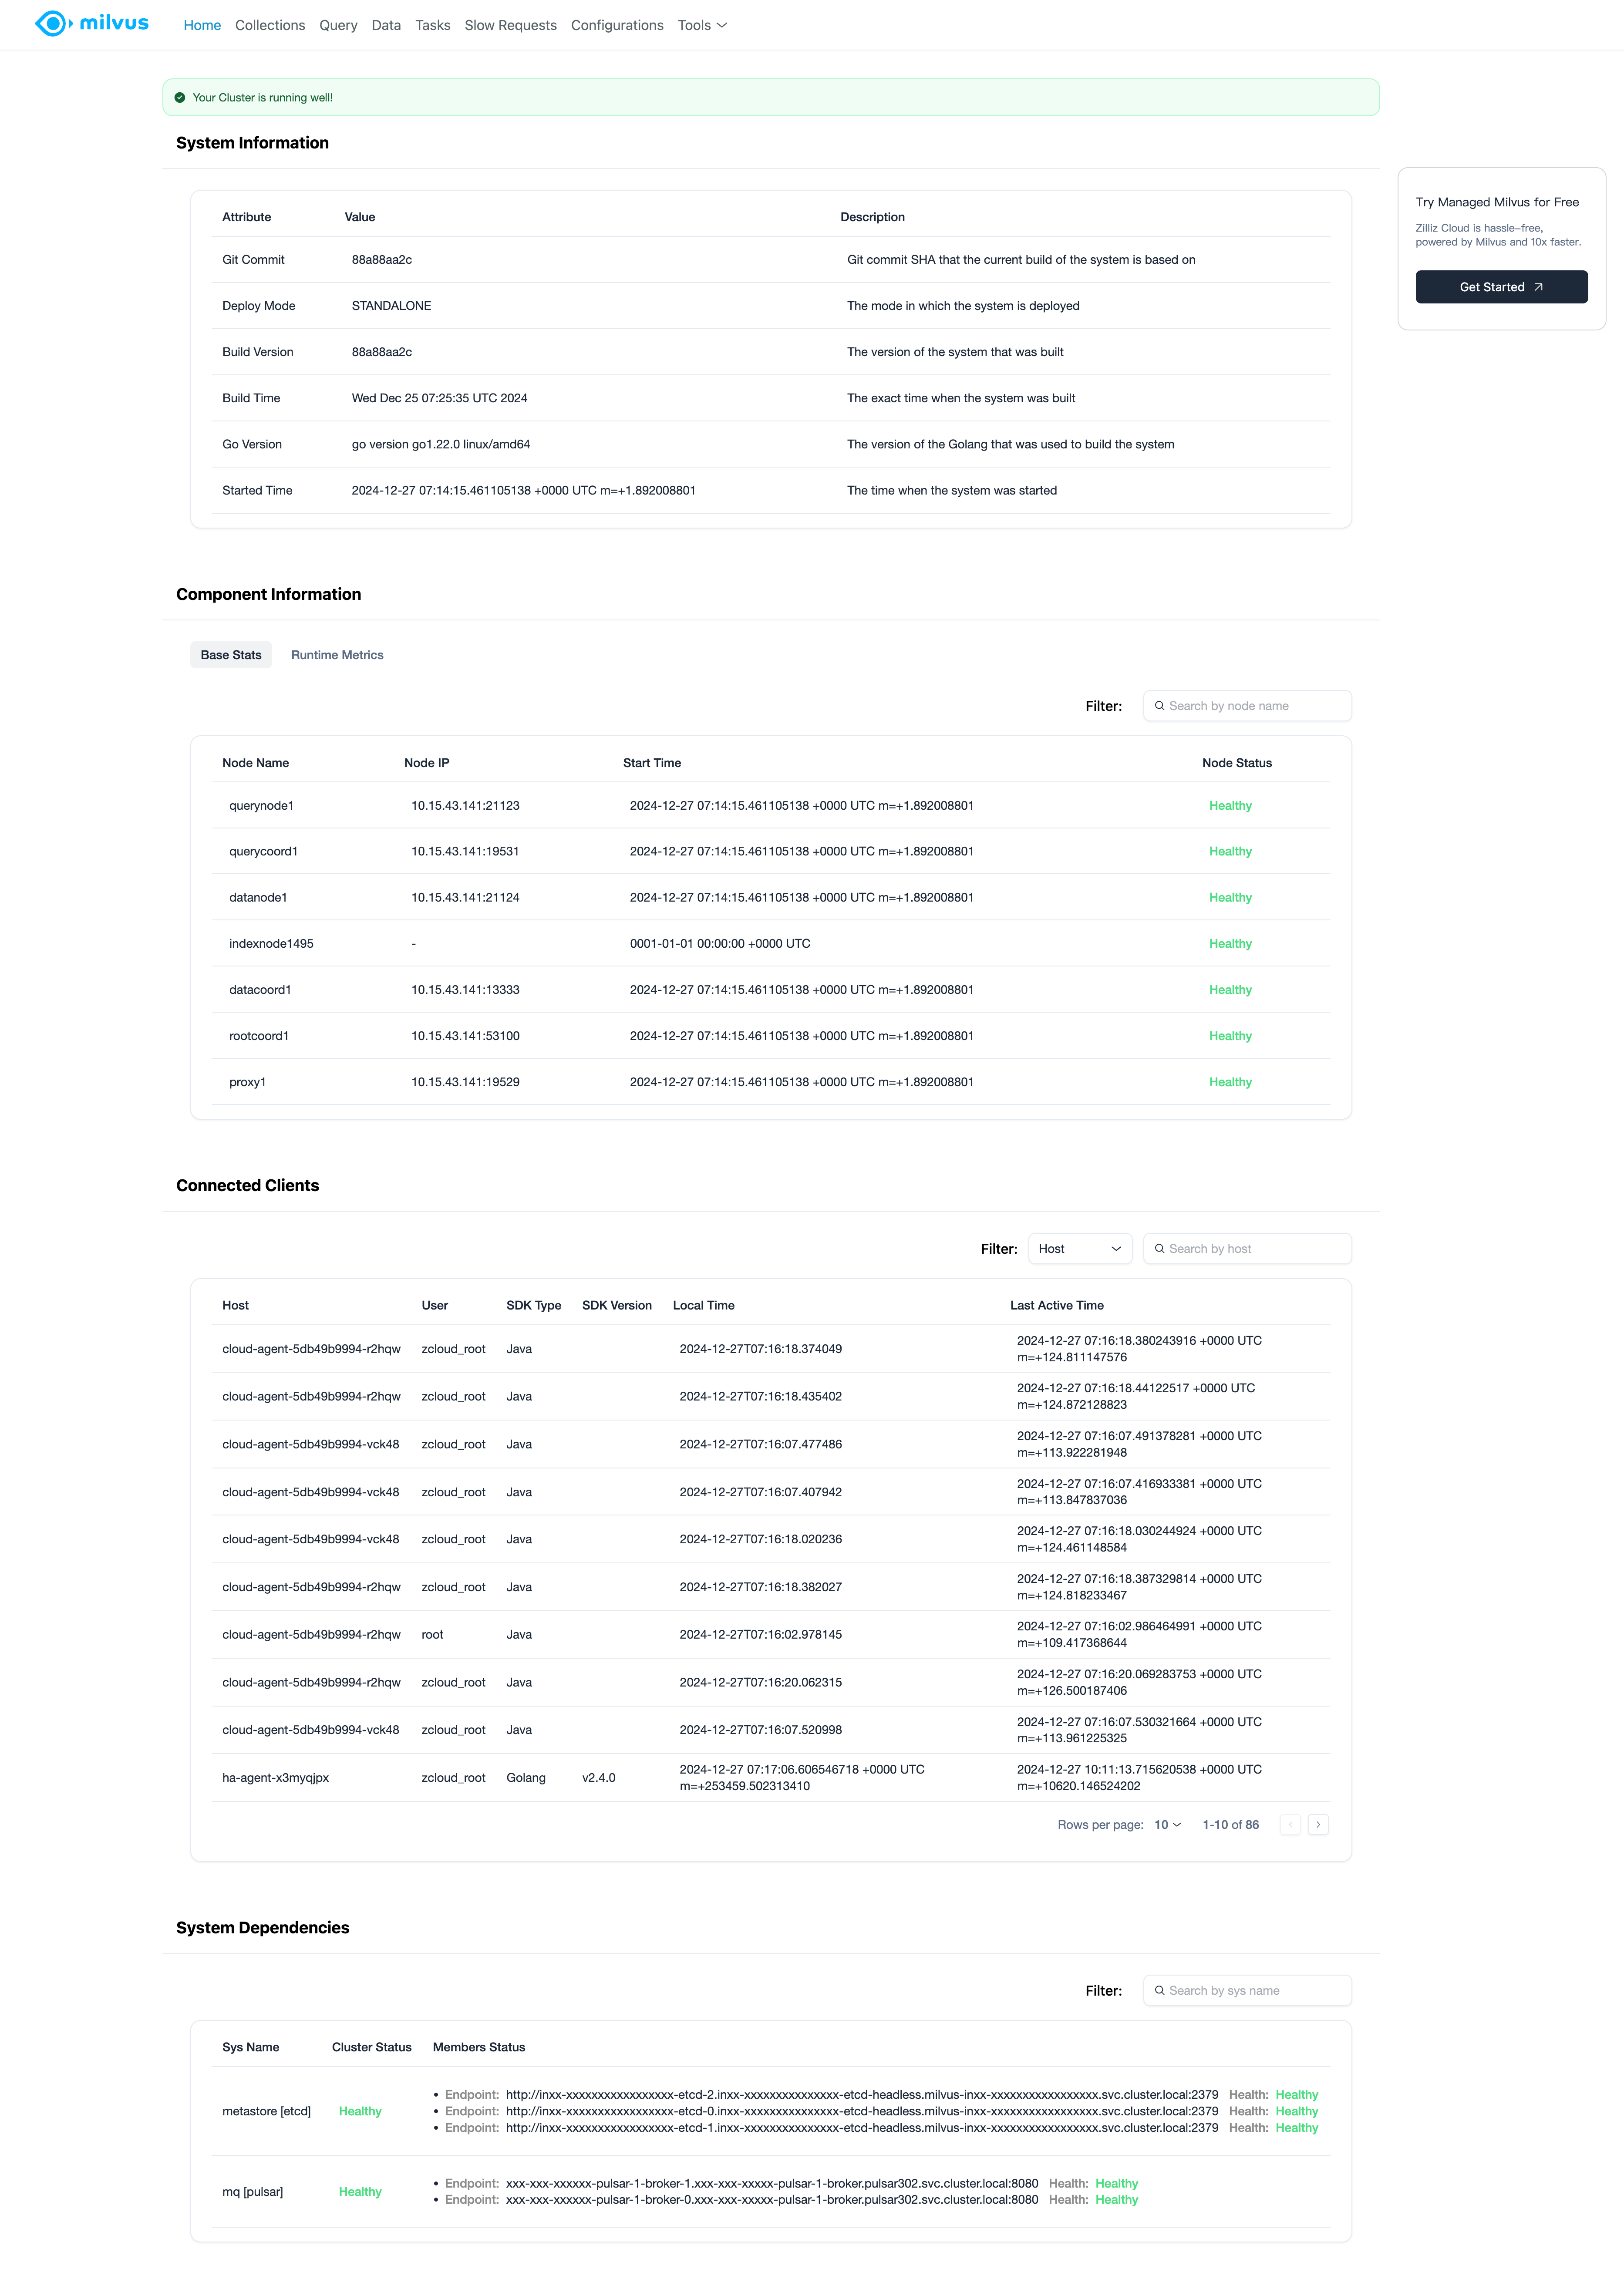 milvus Home Collections Query Data Tasks Slow Requests Configurations Tools
Your Cluster is running well!
System Information
Try Managed Milvus for Free
Zilliz Cloud is hassle-free,
powered by Milvus and 10x faster.
Get Started
Attribute Value Description
Git Commit 88a88aa2c Git commit SHA that the current build of the system is based on
Deploy Mode STANDALONE The mode in which the system is deployed
Build Version 88a88aa2c The version of the system that was built
Build Time Wed Dec 25 07:25:35 UTC 2024 The exact time when the system was built
Go Version go version go1.22.0 linux/amd64 The version of the Golang that was used to build the system
Started Time 2024-12-27 07:14:15.461105138 +0000 UTC m=+1.892008801 The time when the system was started
Component Information
Base Stats Runtime Metrics
Filter: Search by node name
Node Name Node IP Start Time Node Status
querynode1 10.15.43.141:21123 2024-12-27 07:14:15.461105138 +0000 UTC m=+1.892008801 Healthy
querycoord1 10.15.43.141:19531 2024-12-27 07:14:15.461105138 +0000 UTC m=+1.892008801 Healthy
datanode1 10.15.43.141:21124 2024-12-27 07:14:15.461105138 +0000 UTC m=+1.892008801 Healthy
indexnode1495 - 0001-01-01 00:00:00 +0000 UTC Healthy
datacoord1 10.15.43.141:13333 2024-12-27 07:14:15.461105138 +0000 UTC m=+1.892008801 Healthy
rootcoord1 10.15.43.141:53100 2024-12-27 07:14:15.461105138 +0000 UTC m=+1.892008801 Healthy
proxy1 10.15.43.141:19529 2024-12-27 07:14:15.461105138 +0000 UTC m=+1.892008801 Healthy
Connected Clients
Filter: Host Search by host
Host User SDK Type SDK Version Local Time Last Active Time
cloud-agent-5db49b9994-r2hqw zcloud_root Java 2024-12-27T07:16:18.374049 2024-12-27 07:16:18.380243916 +0000 UTC
m=+124.811147576
cloud-agent-5db49b9994-r2hqw zcloud_root Java 2024-12-27T07:16:18.435402 2024-12-27 07:16:18.44122517 +0000 UTC
m=+124.872128823
cloud-agent-5db49b9994-vck48 zcloud_root Java 2024-12-27T07:16:07.477486 2024-12-27 07:16:07.491378281 +0000 UTC
m=+113.922281948
cloud-agent-5db49b9994-vck48 zcloud_root Java 2024-12-27T07:16:07.407942 2024-12-27 07:16:07.416933381 +0000 UTC
m=+113.847837036
cloud-agent-5db49b9994-vck48 zcloud_root Java 2024-12-27T07:16:18.020236 2024-12-27 07:16:18.030244924 +0000 UTC
m=+124.461148584
cloud-agent-5db49b9994-r2hqw zcloud_root Java 2024-12-27T07:16:18.382027 2024-12-27 07:16:18.387329814 +0000 UTC
m=+124.818233467
cloud-agent-5db49b9994-r2hqw root Java 2024-12-27T07:16:02.978145 2024-12-27 07:16:02.986464991 +0000 UTC
m=+109.417368644
cloud-agent-5db49b9994-r2hqw zcloud_root Java 2024-12-27T07:16:20.062315 2024-12-27 07:16:20.069283753 +0000 UTC
m=+126.500187406
cloud-agent-5db49b9994-vck48 zcloud_root Java 2024-12-27T07:16:07.520998 2024-12-27 07:16:07.530321664 +0000 UTC
m=+113.961225325
ha-agent-x3myqjpx zcloud_root Golang v2.4.0 2024-12-27 07:17:06.606546718 +0000 UTC 2024-12-27 10:11:13.715620538 +0000 UTC
m=+253459.502313410 m=+10620.146524202
Rows per page: 10 1-10 of 86
System Dependencies
Filter: Search by sys name
Sys Name Cluster Status Members Status
metastore [etcd] Healthy
• Endpoint: http://inxx-xxxxxxxxxxxxxxxxx-etcd-2.inxx-xxxxxxxxxxxxxxx-etcd-headless.milvus-inxx-xxxxxxxxxxxxxxxxx.svc.cluster.local:2379 Health: Healthy
• Endpoint: http://inxx-xxxxxxxxxxxxxxxxx-etcd-0.inxx-xxxxxxxxxxxxxxx-etcd-headless.milvus-inxx-xxxxxxxxxxxxxxxxx.svc.cluster.local:2379 Health: Healthy
• Endpoint: http://inxx-xxxxxxxxxxxxxxxxx-etcd-1.inxx-xxxxxxxxxxxxxxx-etcd-headless.milvus-inxx-xxxxxxxxxxxxxxxxx.svc.cluster.local:2379 Health: Healthy
mq [pulsar] Healthy
• Endpoint: xxx-xxx-xxxxxx-pulsar-1-broker-1.xxx-xxx-xxxxx-pulsar-1-broker.pulsar302.svc.cluster.local:8080 Health: Healthy
• Endpoint: xxx-xxx-xxxxxx-pulsar-1-broker-0.xxx-xxx-xxxxx-pulsar-1-broker.pulsar302.svc.cluster.local:8080 Health: Healthy